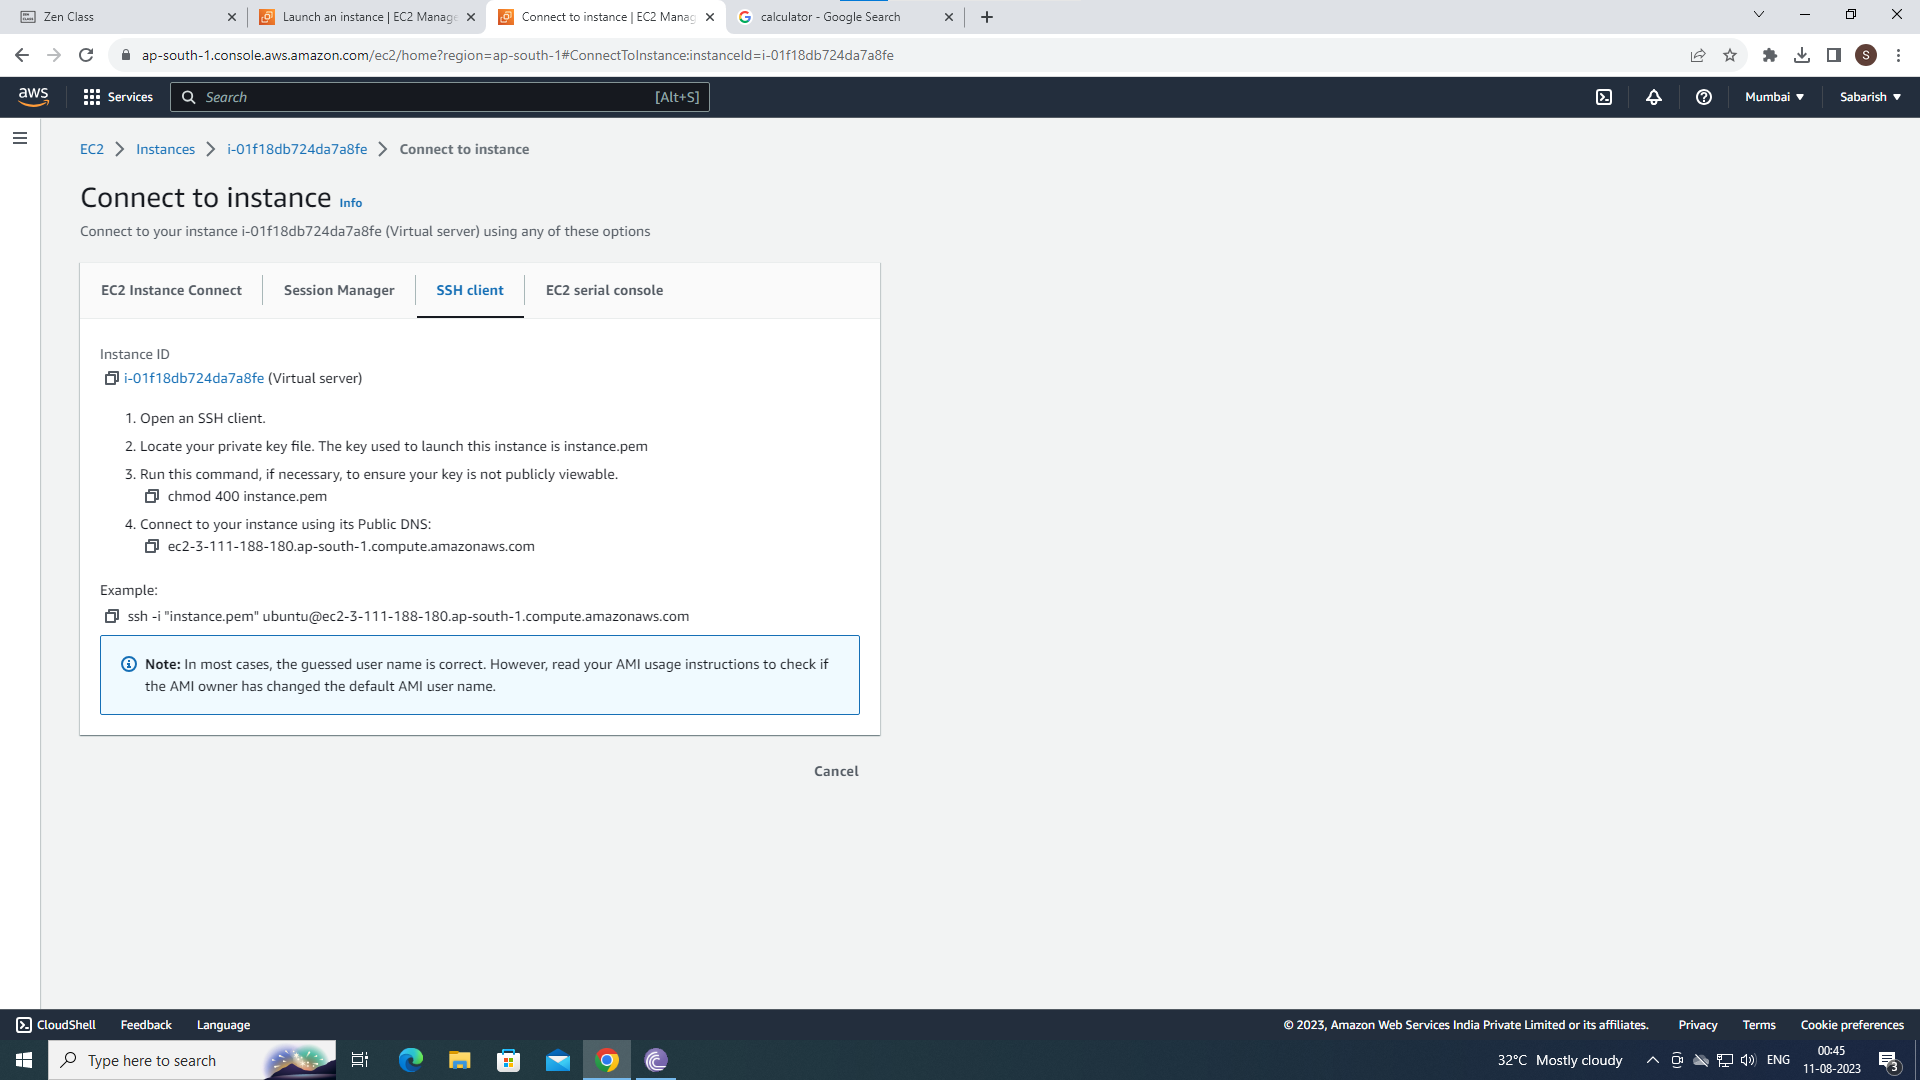 Zen Class
Launch an instance | EC2 Manage
Connect to instance | EC2 Manag
calculator - Google Search
ap-south-1.console.aws.amazon.com/ec2/home?region=ap-south-1#ConnectToInstance:instanceId=i-01f18db724da7a8fe
S
aws
Services
Search
[Alt+S]
Mumbai
Sabarish
EC2
Instances
i-01f18db724da7a8fe
Connect to instance
Connect to instance Info
Connect to your instance i-01f18db724da7a8fe (Virtual server) using any of these options
EC2 Instance Connect
Session Manager
SSH client
EC2 serial console
Instance ID
i-01f18db724da7a8fe (Virtual server)
1. Open an SSH client.
2. Locate your private key file. The key used to launch this instance is instance.pem
3. Run this command, if necessary, to ensure your key is not publicly viewable.
chmod 400 instance.pem
4. Connect to your instance using its Public DNS:
ec2-3-111-188-180.ap-south-1.compute.amazonaws.com
Example:
ssh -i "instance.pem" ubuntu@ec2-3-111-188-180.ap-south-1.compute.amazonaws.com
Note: In most cases, the guessed user name is correct. However, read your AMI usage instructions to check if
the AMI owner has changed the default AMI user name.
Cancel
CloudShell
Feedback
Language
© 2023, Amazon Web Services India Private Limited or its affiliates.
Privacy
Terms
Cookie preferences
Type here to search
32°C Mostly cloudy
ENG
00:45
11-08-2023
3